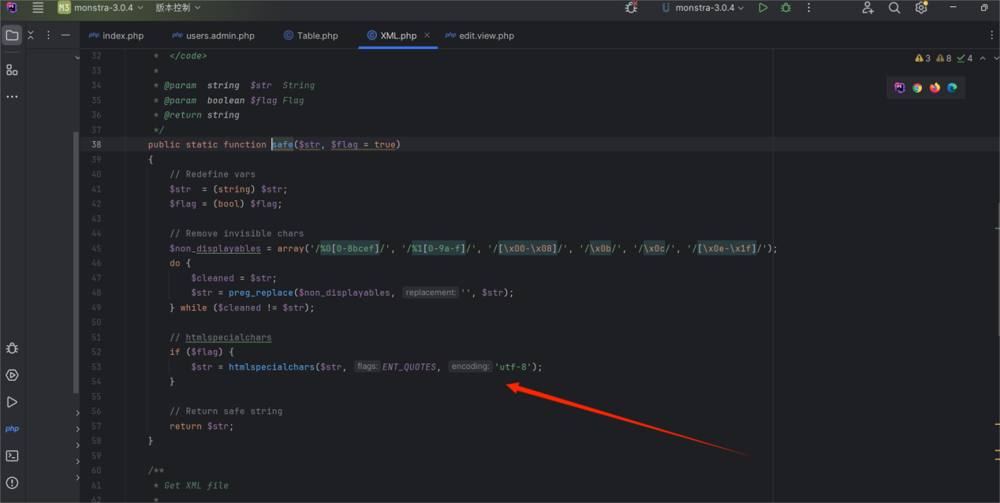 M3 monstra-3.0.4 版本控制 monstra-3.0.4
php index.php php users.admin.php Table.php XML.php php edit.view.php
3 8 4
32 * </code>
33 *
34 * @param string $str String
35 * @param boolean $flag Flag
36 * @return string
37 */
38 public static function safe($str, $flag = true)
39 {
40 // Redefine vars
41 $str = (string) $str;
42 $flag = (bool) $flag;
43
44 // Remove invisible chars
45 $non_displayables = array('/%0[0-8bcef]/', '/%1[0-9a-f]/', '/[\x00-\x08]/', '/\x0b/', '/\x0c/', '/[\x0e-\x1f]/');
46 do {
47 $cleaned = $str;
48 $str = preg_replace($non_displayables, replacement: '', $str);
49 } while ($cleaned != $str);
50
51 // htmlspecialchars
52 if ($flag) {
53 $str = htmlspecialchars($str, flags: ENT_QUOTES, encoding: 'utf-8');
54 }
55
56 // Return safe string
57 return $str;
58 }
59
60 /**
61 * Get XML file
62 *
php